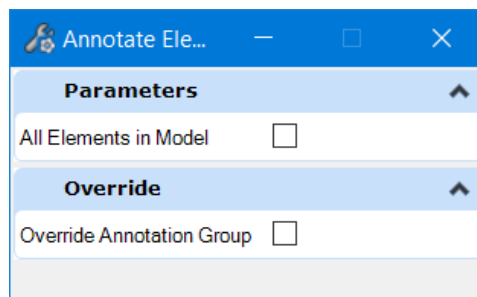 Annotate Ele...
Parameters
All Elements in Model
Override
Override Annotation Group